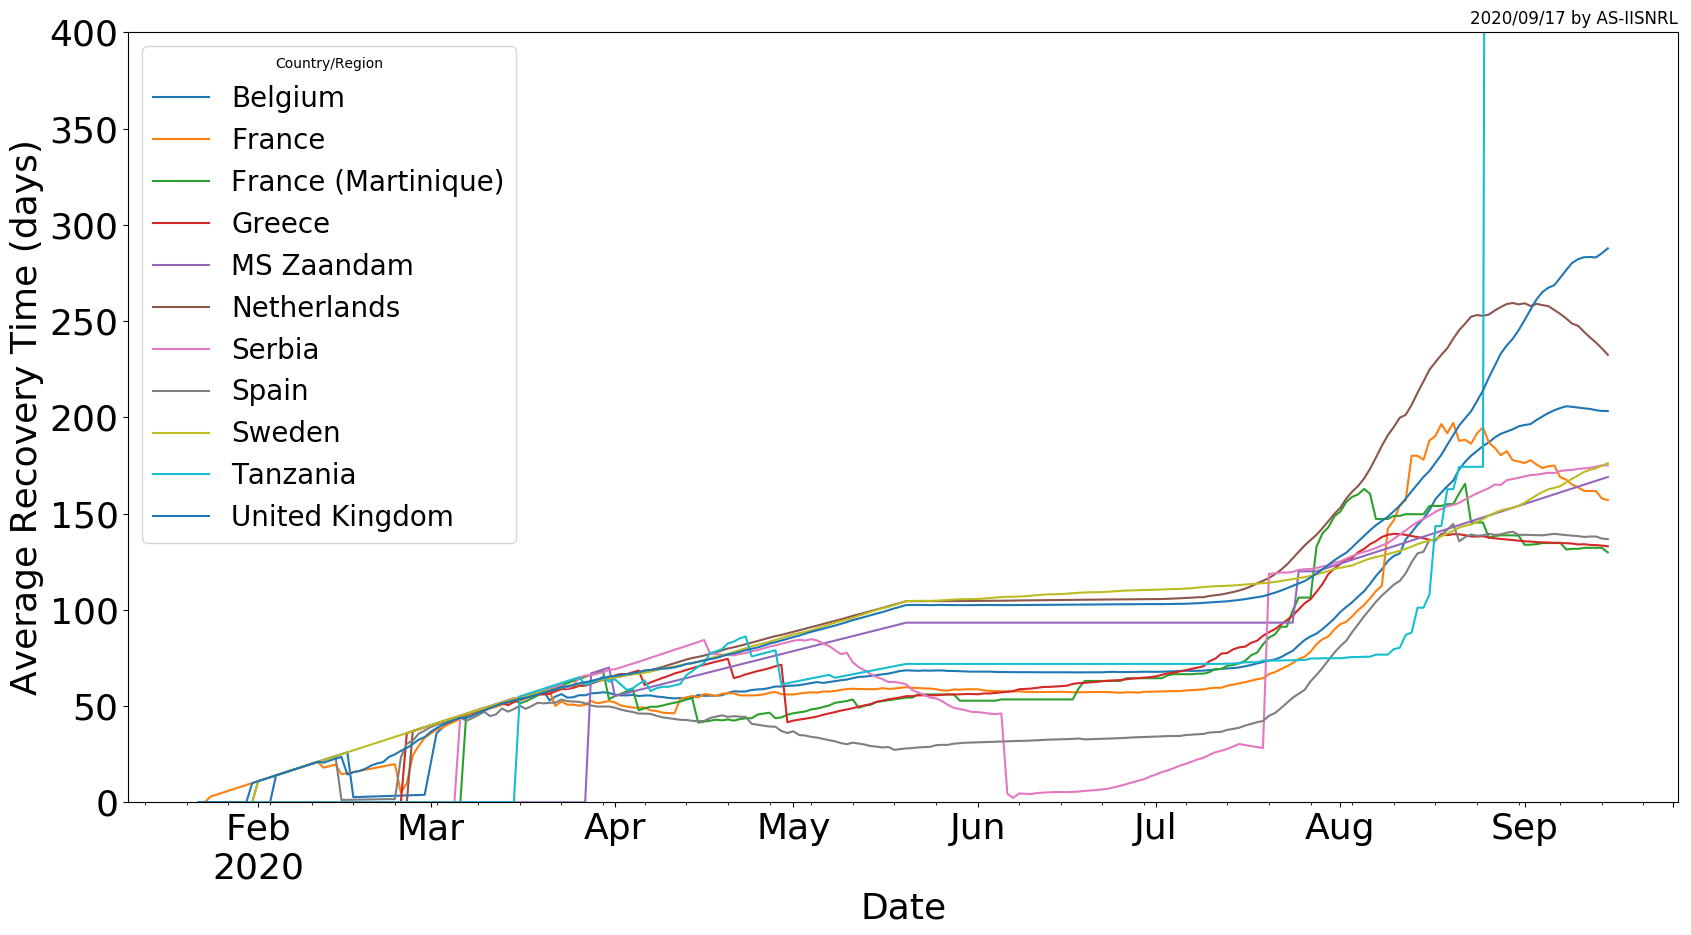 2020/09/17 by AS-IISNRL
Average Recovery Time (days)
400
350
300
250
200
150
100
50
0
Country/Region
Belgium
France
France (Martinique)
Greece
MS Zaandam
Netherlands
Serbia
Spain
Sweden
Tanzania
United Kingdom
Feb Mar Apr May Jun Jul Aug Sep
2020
Date